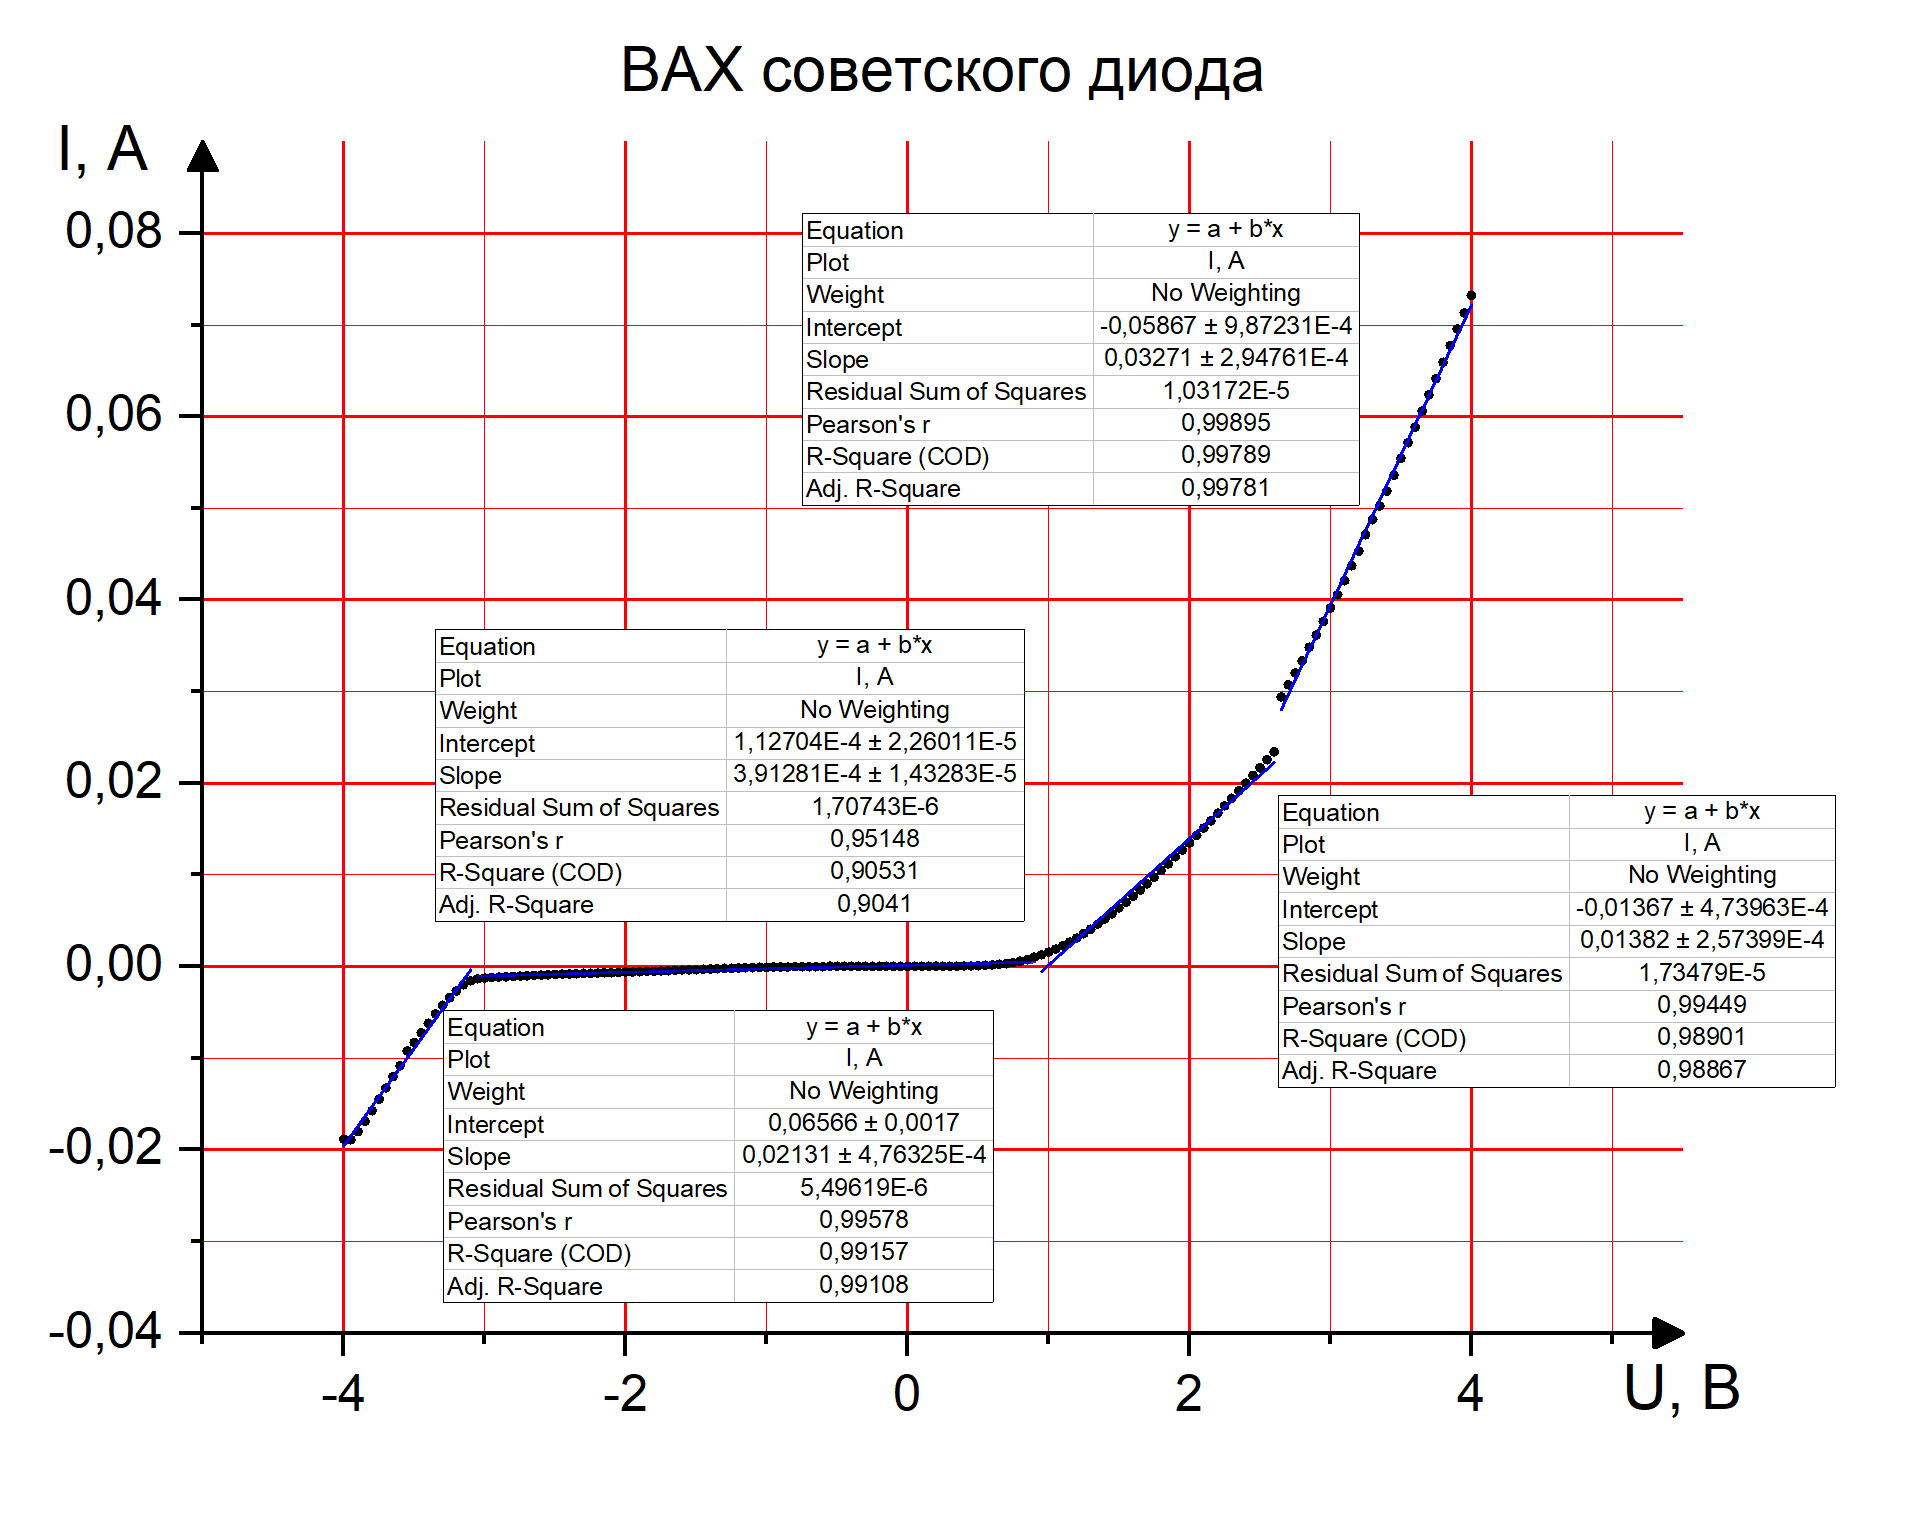 ВАХ советского диода
I, А
0,08
0,06
0,04
0,02
0,00
-0,02
-0,04
Equation y = a + b*x
Plot I, A
Weight No Weighting
Intercept -0,05867 ± 9,87231E-4
Slope 0,03271 ± 2,94761E-4
Residual Sum of Squares 1,03172E-5
Pearson's r 0,99895
R-Square (COD) 0,99789
Adj. R-Square 0,99781
Equation y = a + b*x
Plot I, A
Weight No Weighting
Intercept 1,12704E-4 ± 2,26011E-5
Slope 3,91281E-4 ± 1,43283E-5
Residual Sum of Squares 1,70743E-6
Pearson's r 0,95148
R-Square (COD) 0,90531
Adj. R-Square 0,9041
Equation y = a + b*x
Plot I, A
Weight No Weighting
Intercept -0,01367 ± 4,73963E-4
Slope 0,01382 ± 2,57399E-4
Residual Sum of Squares 1,73479E-5
Pearson's r 0,99449
R-Square (COD) 0,98901
Adj. R-Square 0,98867
Equation y = a + b*x
Plot I, A
Weight No Weighting
Intercept 0,06566 ± 0,0017
Slope 0,02131 ± 4,76325E-4
Residual Sum of Squares 5,49619E-6
Pearson's r 0,99578
R-Square (COD) 0,99157
Adj. R-Square 0,99108
-4 -2 0 2 4
U, В